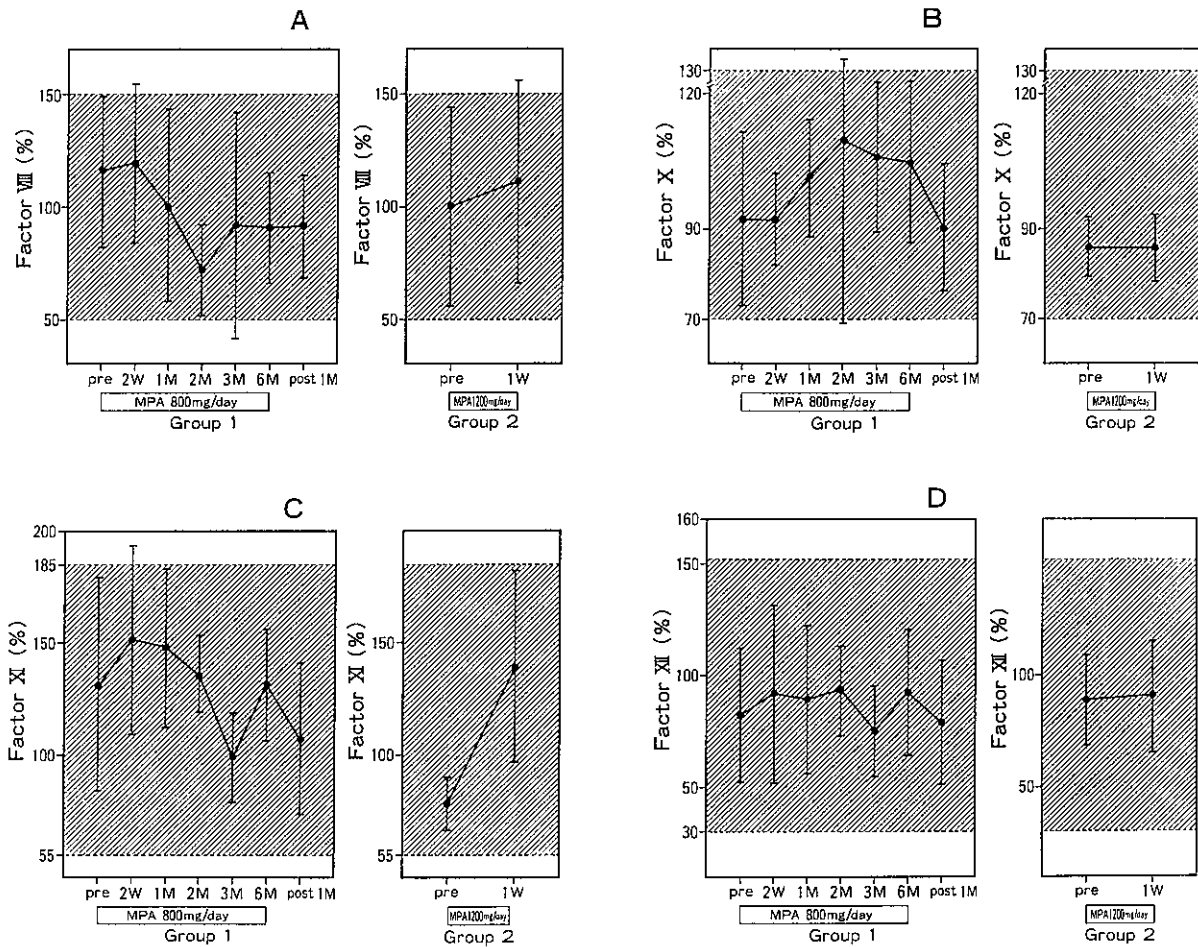 A
Factor Ⅷ (%)
150
100
50
pre 2W 1M 2M 3M 6M post 1M
MPA 800mg/day
Group 1
Factor Ⅷ (%)
150
100
50
pre 1W
MPA1200mg/day
Group 2
B
Factor Ⅹ (%)
130
120
90
70
pre 2W 1M 2M 3M 6M post 1M
MPA 800mg/day
Group 1
Factor Ⅹ (%)
130
120
90
70
pre 1W
MPA1200mg/day
Group 2
C
Factor Ⅺ (%)
200
185
150
100
55
pre 2W 1M 2M 3M 6M post 1M
MPA 800mg/day
Group 1
Factor Ⅺ (%)
150
100
pre 1W
MPA1200mg/day
Group 2
D
Factor Ⅻ (%)
160
150
100
50
30
pre 2W 1M 2M 3M 6M post 1M
MPA 800mg/day
Group 1
Factor Ⅻ (%)
100
50
pre 1W
MPA1200mg/day
Group 2